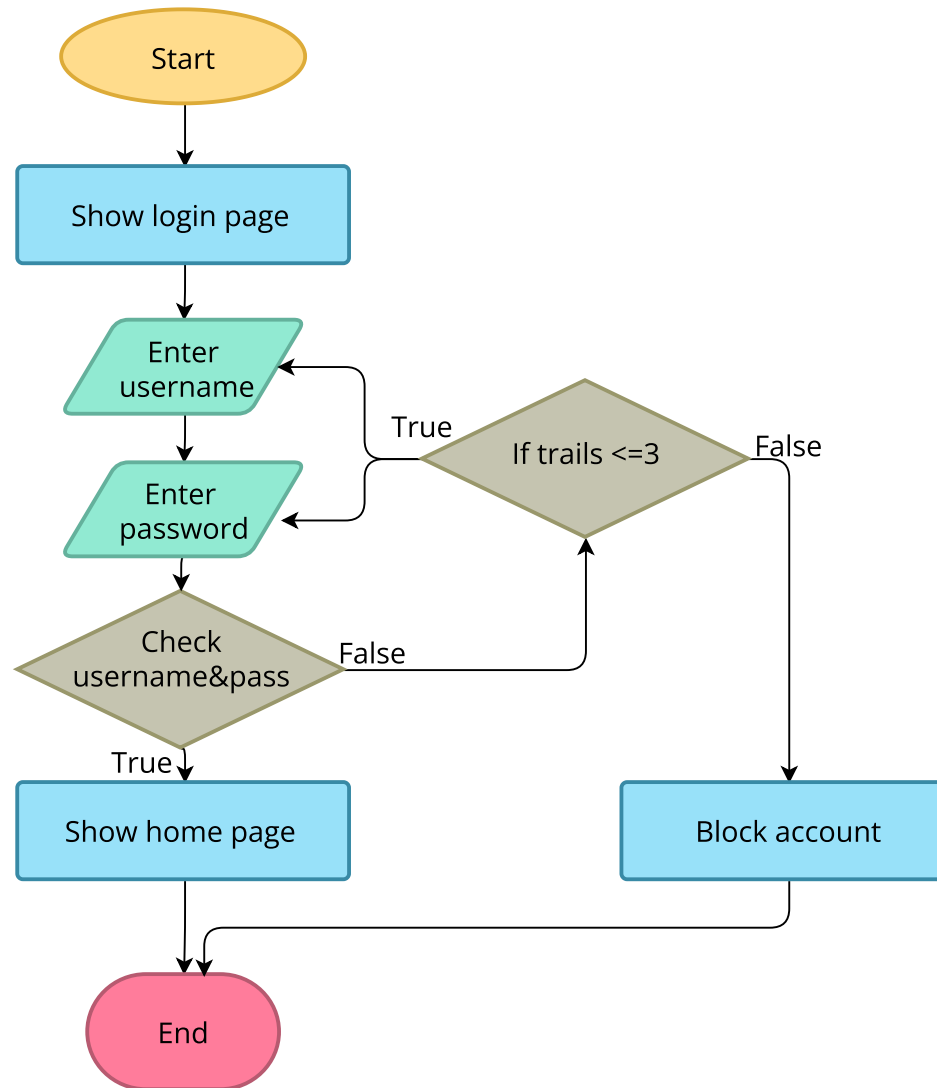 Start
Show login page
Enter
username
True
If trails <=3
False
Enter
password
Check
username&pass
False
True
Show home page
Block account
End